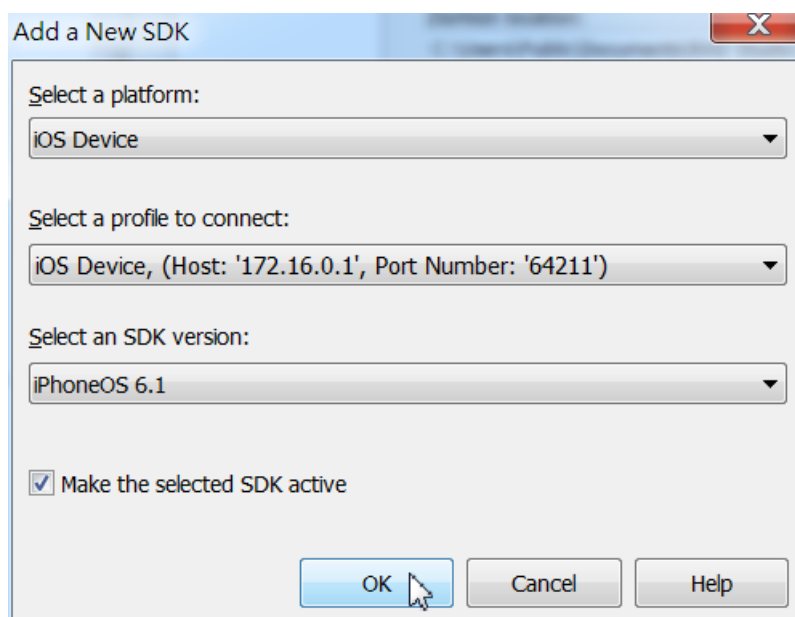 Add a New SDK
Select a platform:
iOS Device
Select a profile to connect:
iOS Device, (Host: '172.16.0.1', Port Number: '64211')
Select an SDK version:
iPhoneOS 6.1
Make the selected SDK active
OK
Cancel
Help